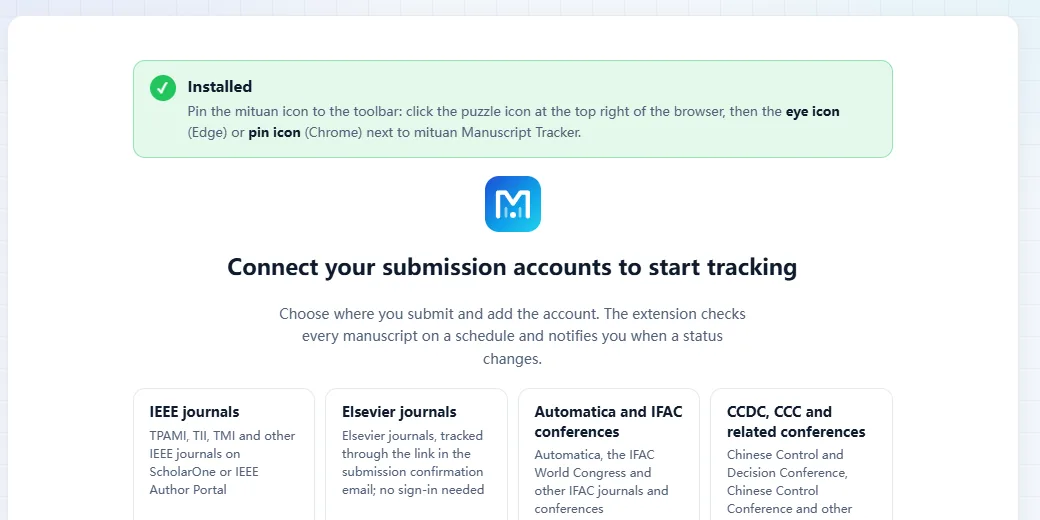 Installed
Pin the mituan icon to the toolbar: click the puzzle icon at the top right of the browser, then the eye icon
(Edge) or pin icon (Chrome) next to mituan Manuscript Tracker.
Connect your submission accounts to start tracking
Choose where you submit and add the account. The extension checks
every manuscript on a schedule and notifies you when a status
changes.
IEEE journals
TPAMI, TII, TMI and other
IEEE journals on
ScholarOne or IEEE
Author Portal
Elsevier journals
Elsevier journals, tracked
through the link in the
submission confirmation
email; no sign-in needed
Automatica and IFAC
conferences
Automatica, the IFAC
World Congress and
other IFAC journals and
conferences
CCDC, CCC and
related conferences
Chinese Control and
Decision Conference,
Chinese Control
Conference and other